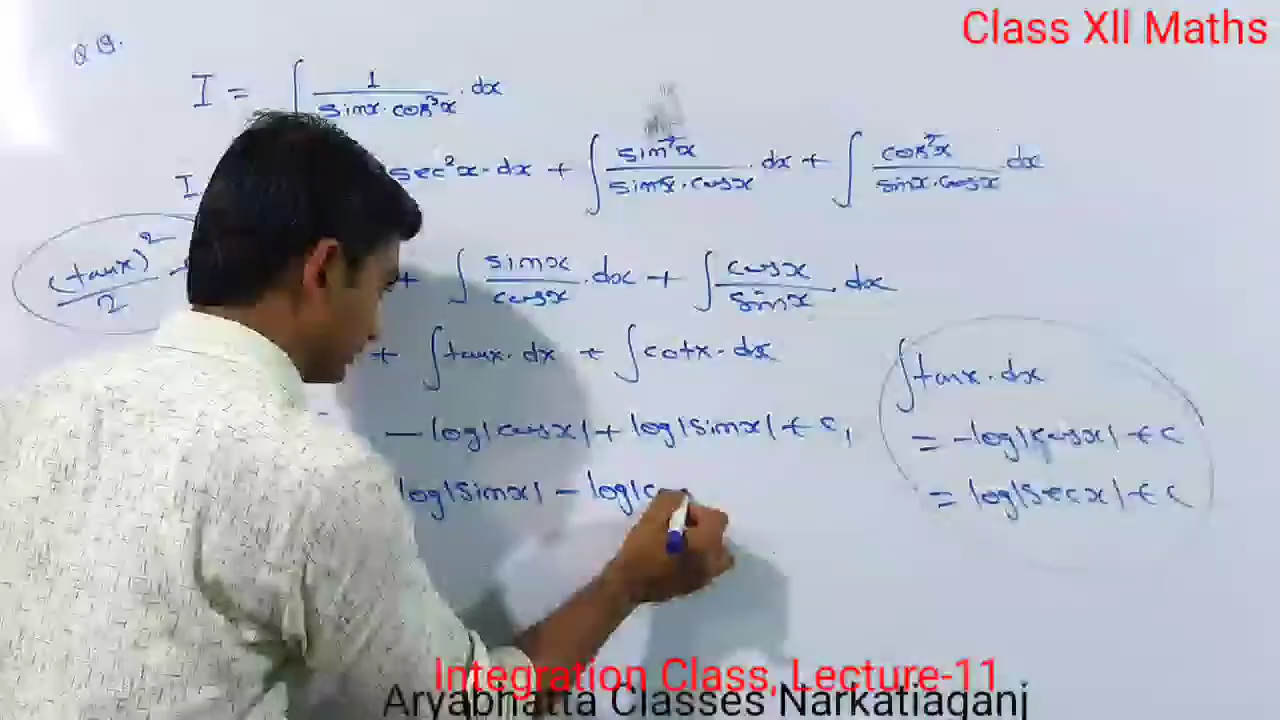 Class XII Maths
Q 9.
I = ∫ 1/(sinx·cos³x) · dx
I sec²x·dx + ∫ sin²x/(sinx·cosx) · dx + ∫ cos²x/(sinx·cosx) dx
(tanx)²/2 + + ∫ sinx/cosx · dx + ∫ cosx/sinx · dx
+ ∫tanx·dx + ∫cotx·dx
- log|cosx| + log|sinx| + c₁
log|sinx| - log|c
∫tanx·dx
= -log|cosx| + c
= log|secx| + c
Integration Class, Lecture-11
Aryabhatta Classes Narkatiaganj